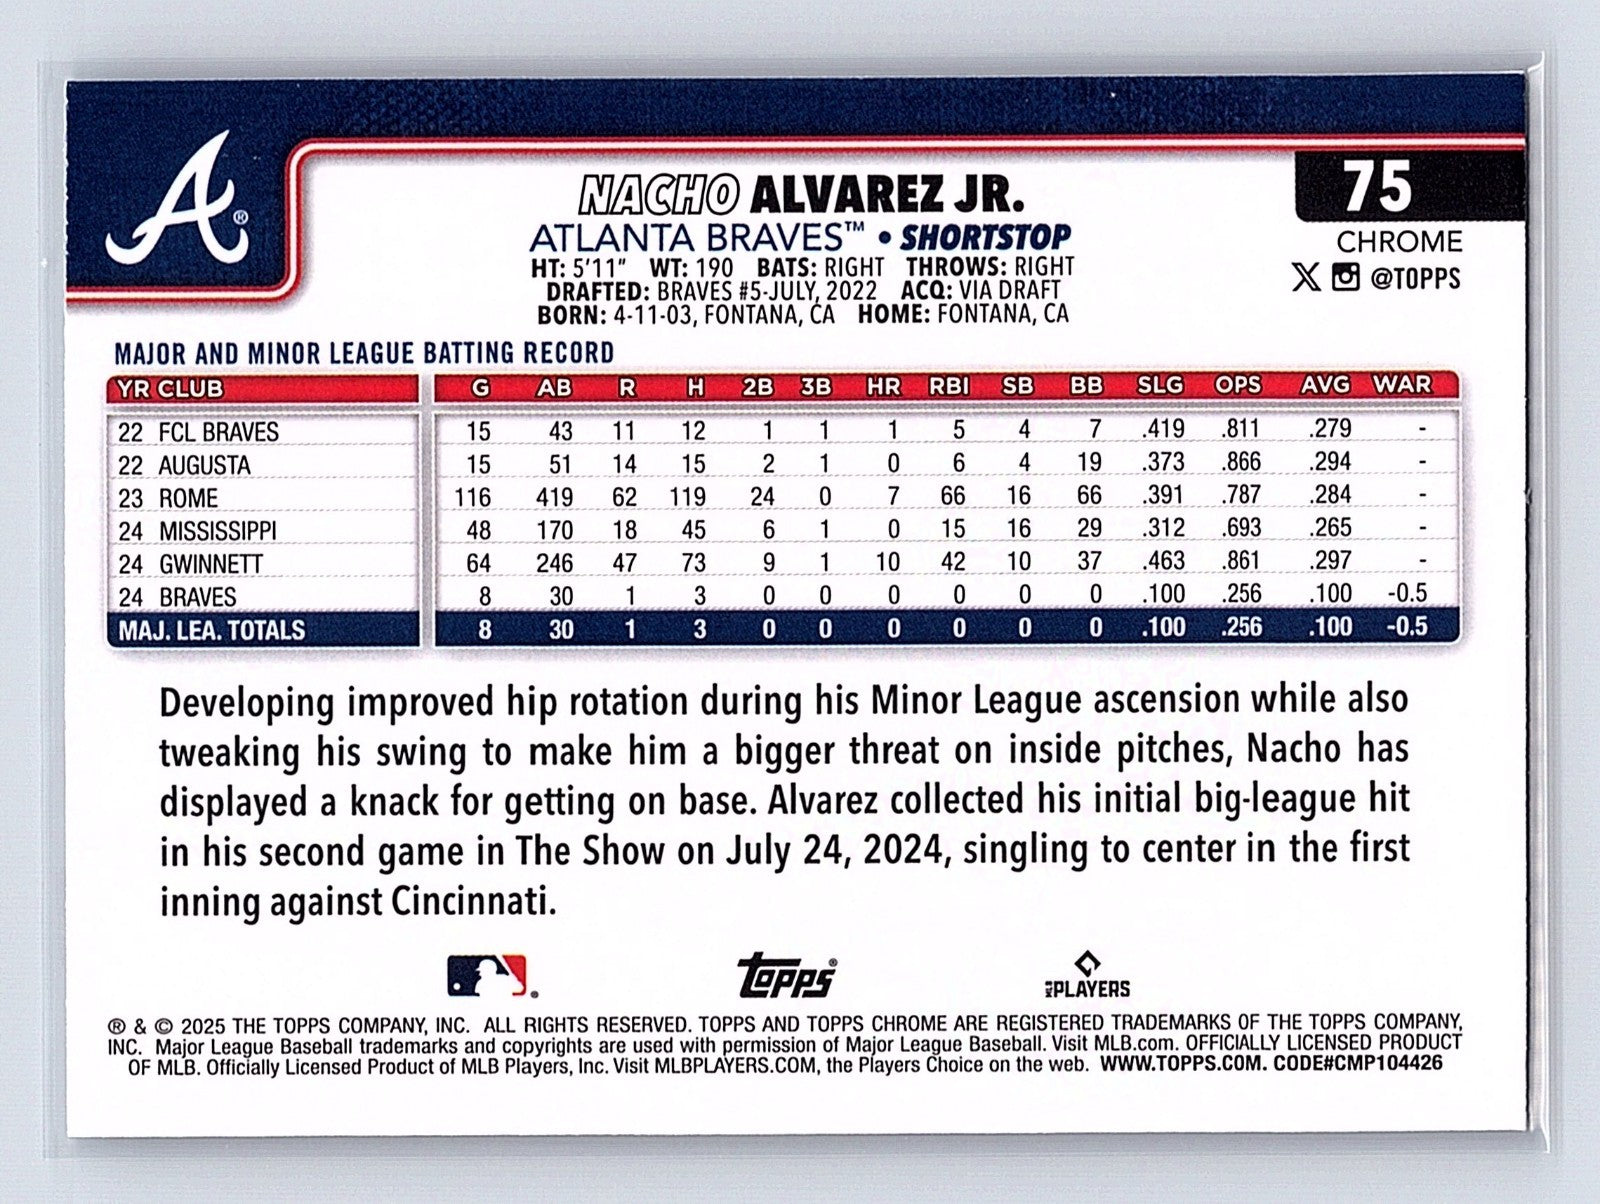 75
NACHO ALVAREZ JR.
ATLANTA BRAVES™ • SHORTSTOP
CHROME
HT: 5'11" WT: 190 BATS: RIGHT THROWS: RIGHT
@TOPPS
DRAFTED: BRAVES #5-JULY, 2022 ACQ: VIA DRAFT
BORN: 4-11-03, FONTANA, CA HOME: FONTANA, CA
MAJOR AND MINOR LEAGUE BATTING RECORD
YR CLUB G AB R H 2B 3B HR RBI SB BB SLG OPS AVG WAR
22 FCL BRAVES 15 43 11 12 1 1 1 5 4 7 .419 .811 .279 -
22 AUGUSTA 15 51 14 15 2 1 0 6 4 19 .373 .866 .294 -
23 ROME 116 419 62 119 24 0 7 66 16 66 .391 .787 .284 -
24 MISSISSIPPI 48 170 18 45 6 1 0 15 16 29 .312 .693 .265 -
24 GWINNETT 64 246 47 73 9 1 10 42 10 37 .463 .861 .297 -
24 BRAVES 8 30 1 3 0 0 0 0 0 0 .100 .256 .100 -0.5
MAJ. LEA. TOTALS 8 30 1 3 0 0 0 0 0 0 .100 .256 .100 -0.5
Developing improved hip rotation during his Minor League ascension while also
tweaking his swing to make him a bigger threat on inside pitches, Nacho has
displayed a knack for getting on base. Alvarez collected his initial big-league hit
in his second game in The Show on July 24, 2024, singling to center in the first
inning against Cincinnati.
Topps®
MLB PLAYERS
® & © 2025 THE TOPPS COMPANY, INC. ALL RIGHTS RESERVED. TOPPS AND TOPPS CHROME ARE REGISTERED TRADEMARKS OF THE TOPPS COMPANY,
INC. Major League Baseball trademarks and copyrights are used with permission of Major League Baseball. Visit MLB.com. OFFICIALLY LICENSED PRODUCT
OF MLB. Officially Licensed Product of MLB Players, Inc. Visit MLBPLAYERS.COM, the Players Choice on the web. WWW.TOPPS.COM. CODE#CMP104426